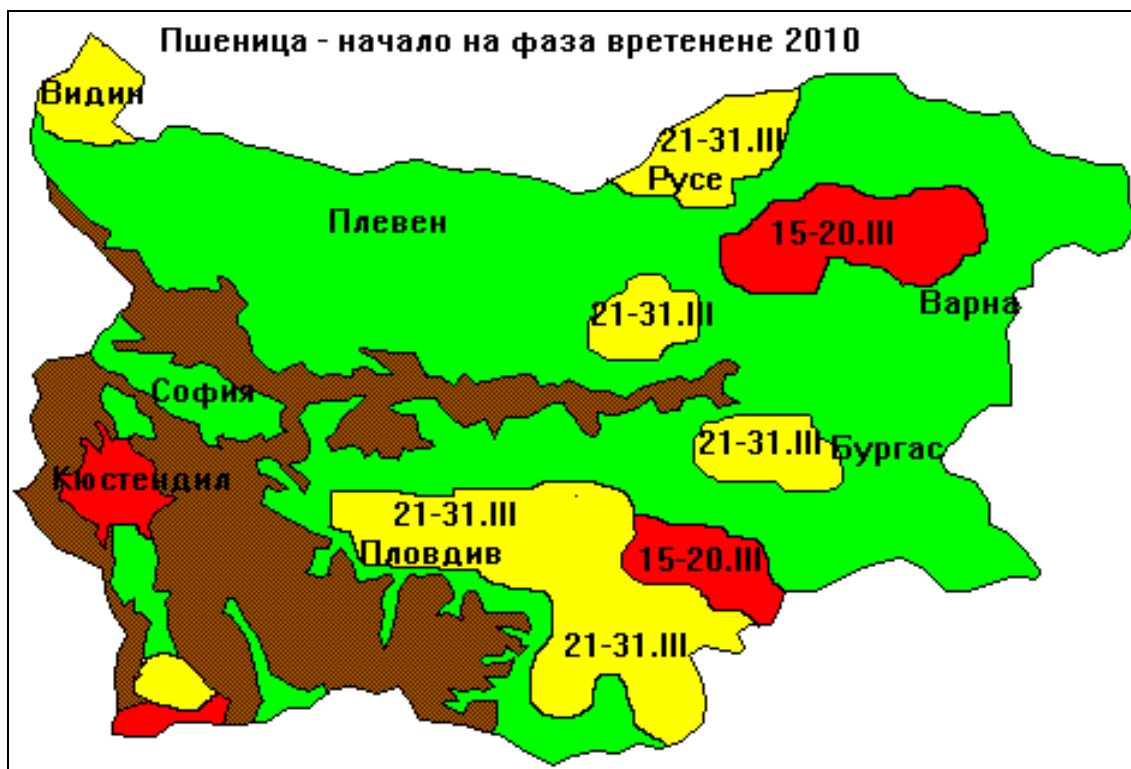 Пшеница - начало на фаза вретенене 2010
Видин
21-31.III
Русе
Плевен
15-20.III
Варна
21-31.III
София
21-31.III
Бургас
Кюстендил
21-31.III
Пловдив
15-20.III
21-31.III